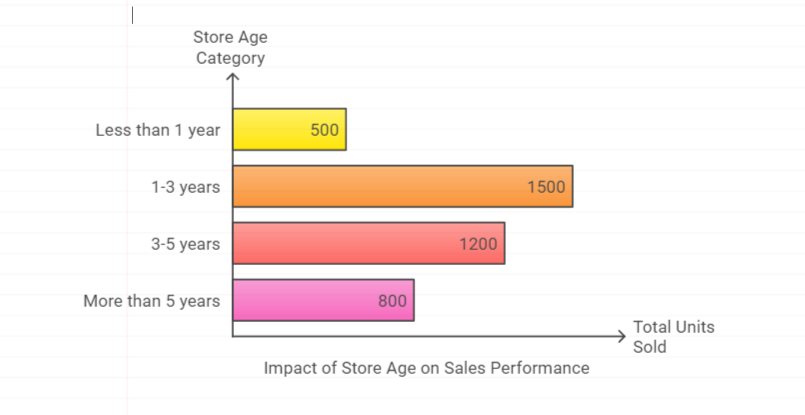 Store Age
Category
Less than 1 year
500
1-3 years
1500
3-5 years
1200
More than 5 years
800
Total Units
Sold
Impact of Store Age on Sales Performance